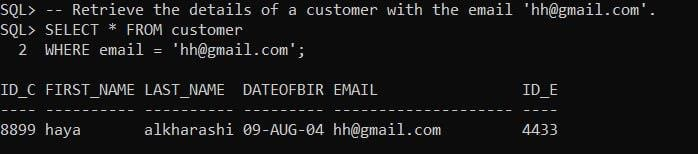 SQL> -- Retrieve the details of a customer with the email 'hh@gmail.com'.
SQL> SELECT * FROM customer
  2  WHERE email = 'hh@gmail.com';

ID_C FIRST_NAME LAST_NAME  DATEOFBIR EMAIL                ID_E
---- ---------- ---------- --------- -------------------- ----
8899 haya       alkharashi 09-AUG-04 hh@gmail.com         4433